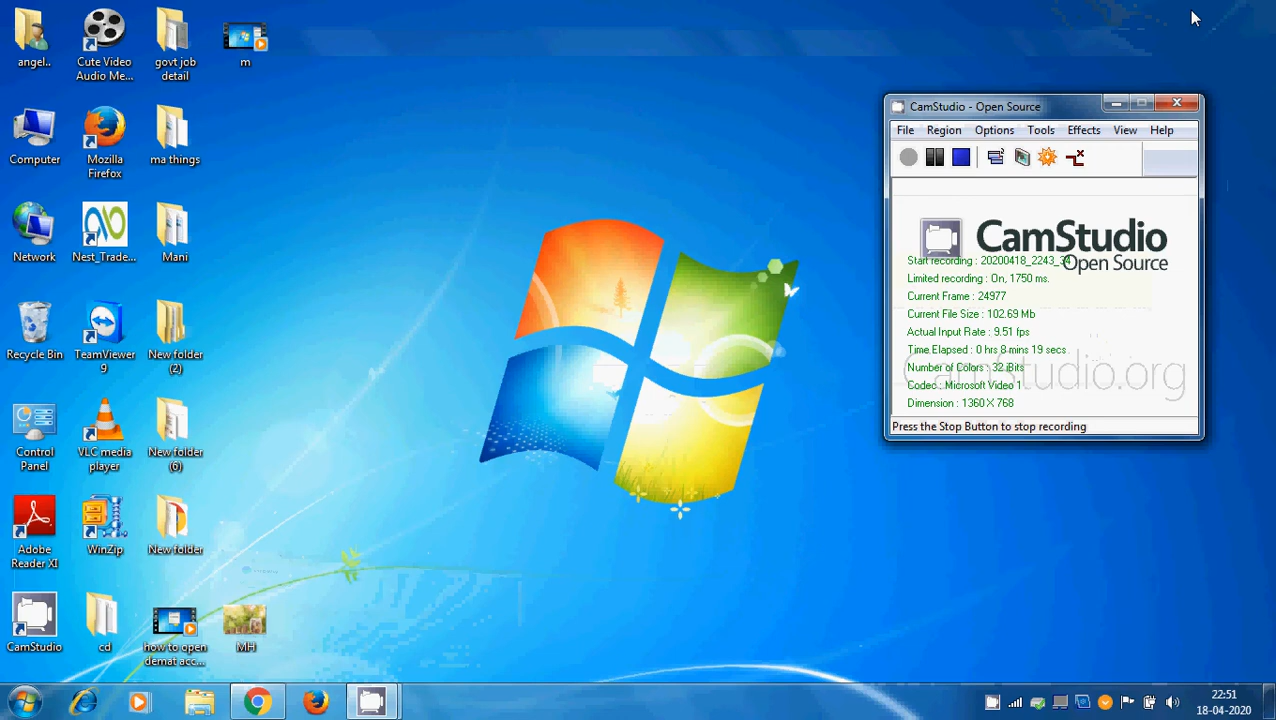 angel..
Cute Video
Audio Me...
govt job
detail
m
Computer
Mozilla
Firefox
ma things
Network
Nest_Trade...
Mani
Recycle Bin
TeamViewer
9
New folder
(2)
Control
Panel
VLC media
player
New folder
(6)
Adobe
Reader XI
WinZip
New folder
CamStudio
cd
how to open
demat acc...
MH
CamStudio - Open Source
File Region Options Tools Effects View Help
CamStudio
Open Source
Start recording : 20200418_2243_34
Limited recording : On, 1750 ms.
Current Frame : 24977
Current File Size : 102.69 Mb
Actual Input Rate : 9.51 fps
Time Elapsed : 0 hrs 8 mins 19 secs
Number of Colors : 32 Bits
CamStudio.org
Codec : Microsoft Video 1
Dimension : 1360 X 768
Press the Stop Button to stop recording
22:51
18-04-2020